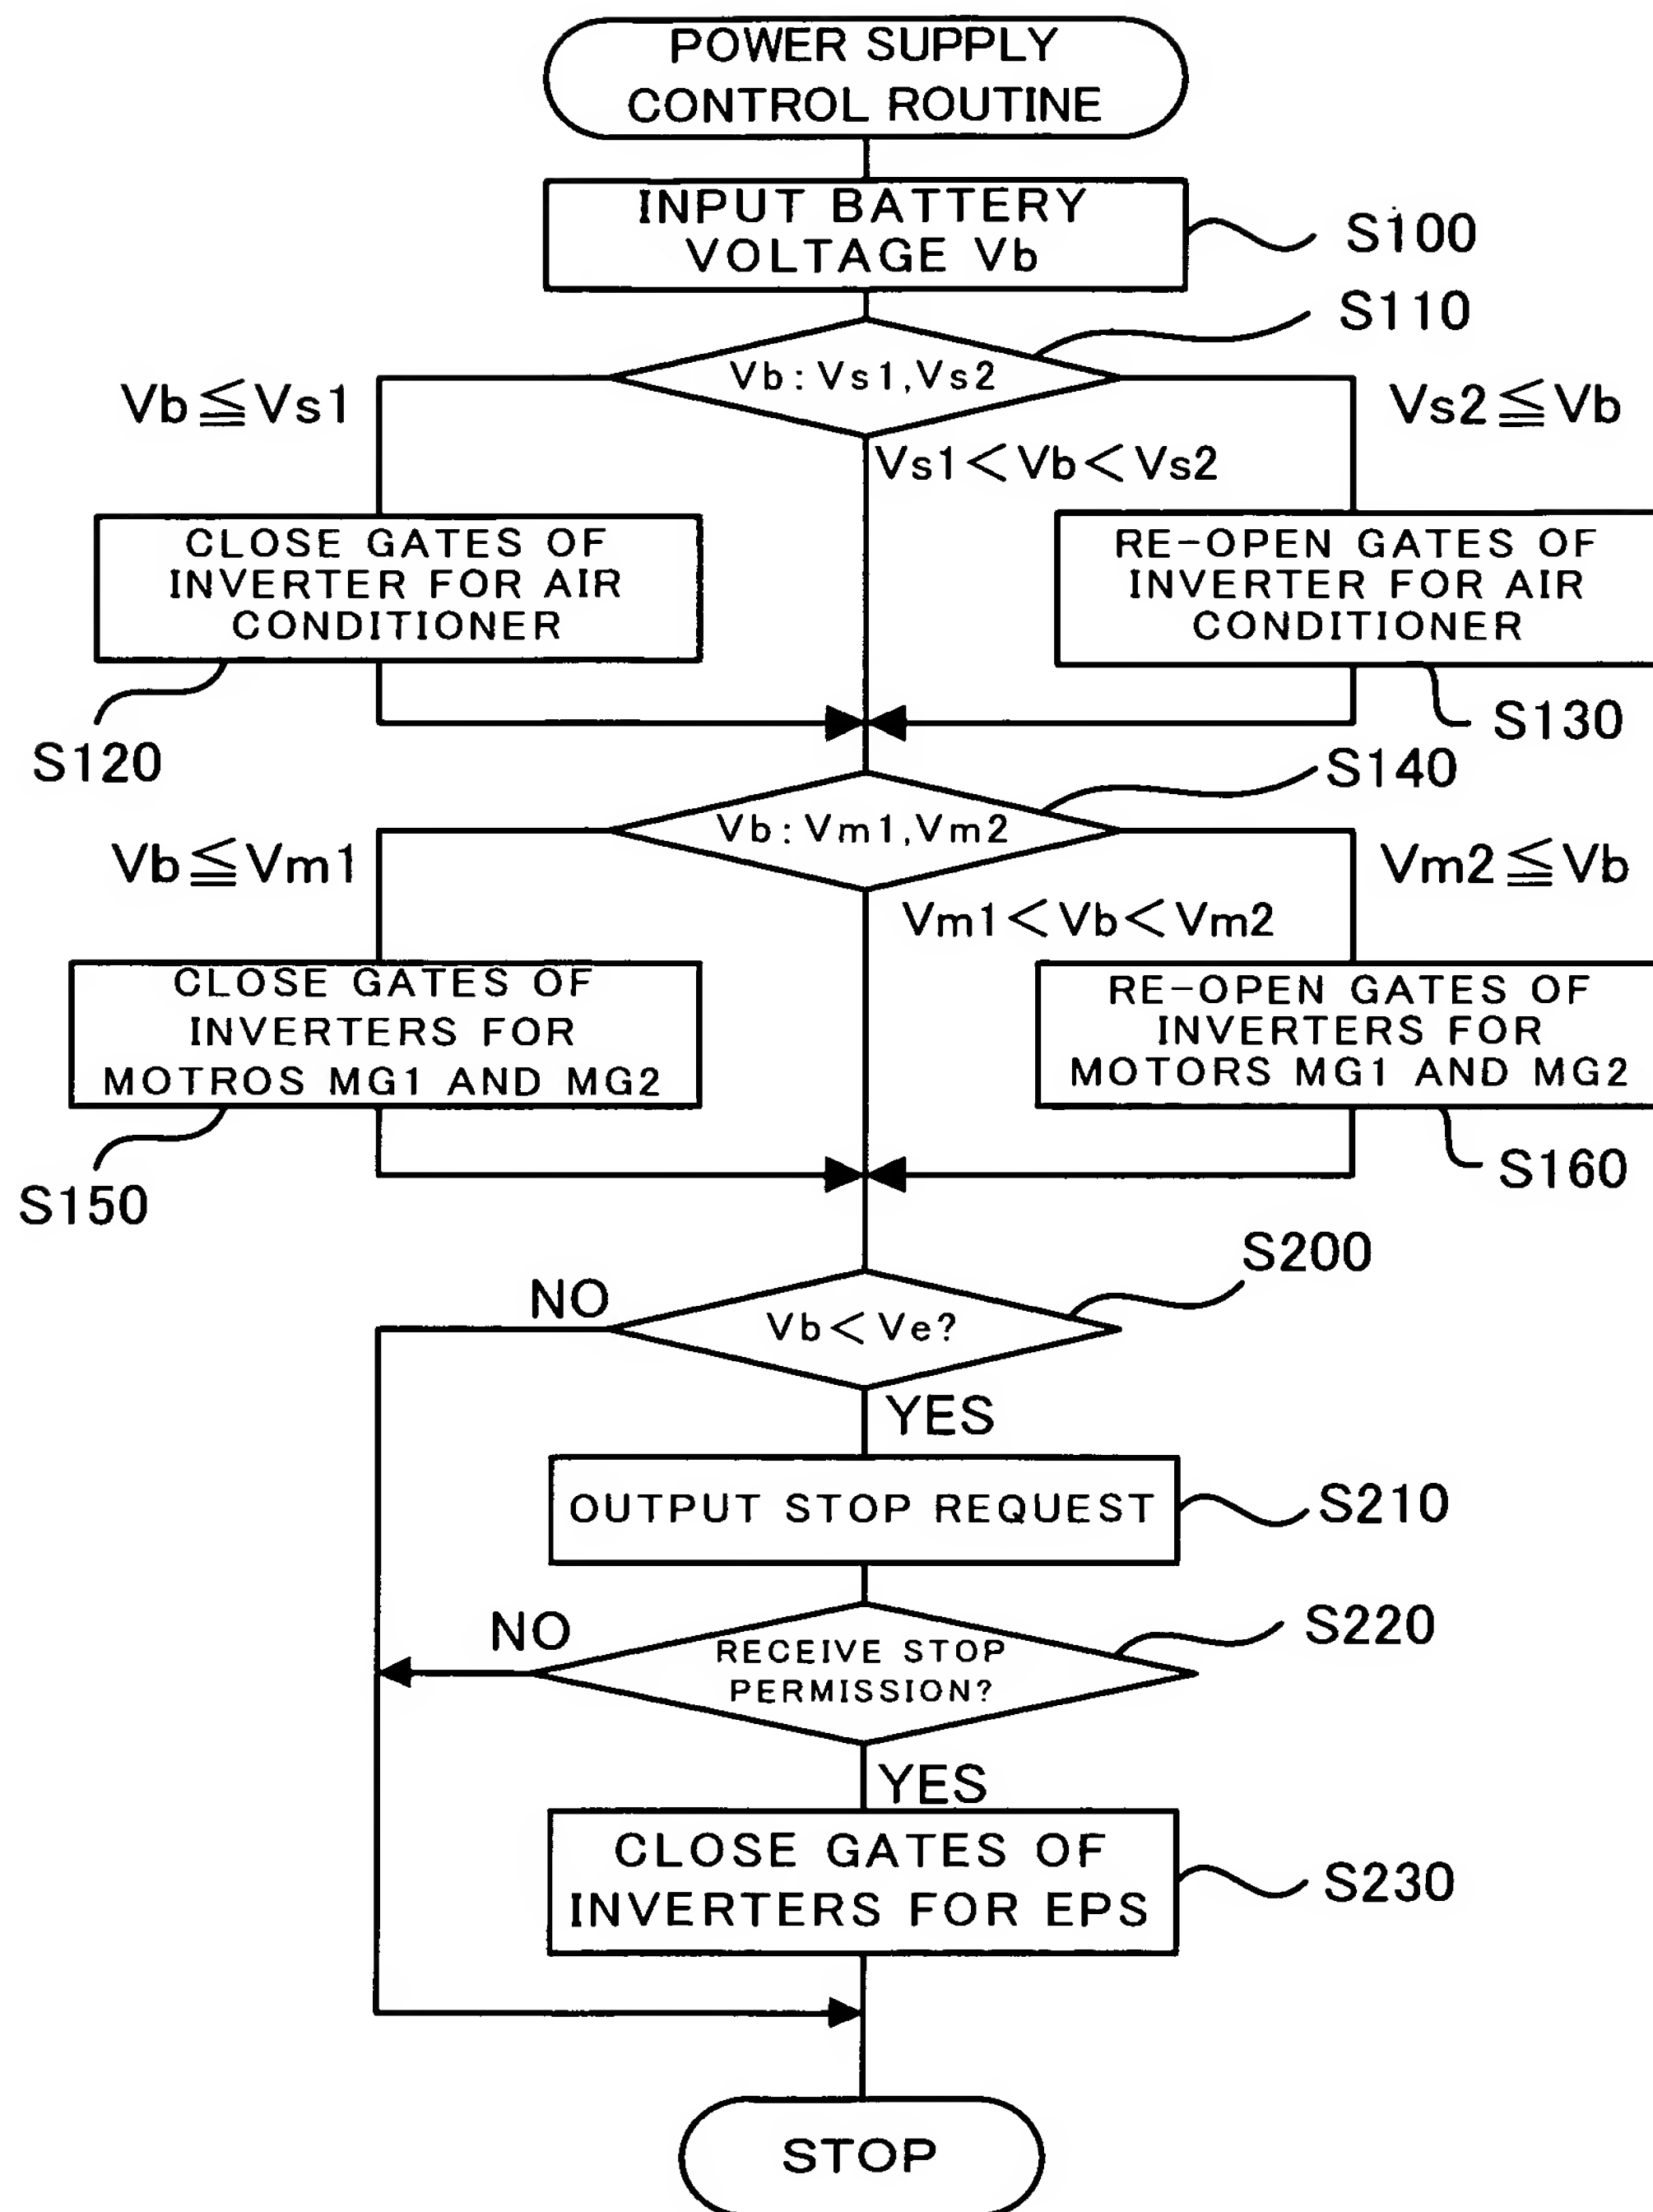 POWER SUPPLY
CONTROL ROUTINE
INPUT BATTERY
VOLTAGE Vb
S100
S110
Vb:Vs1,Vs2
Vb≦Vs1
Vs2≦Vb
Vs1<Vb<Vs2
CLOSE GATES OF
INVERTER FOR AIR
CONDITIONER
RE-OPEN GATES OF
INVERTER FOR AIR
CONDITIONER
S120
S130
S140
Vb:Vm1,Vm2
Vb≦Vm1
Vm2≦Vb
Vm1<Vb<Vm2
CLOSE GATES OF
INVERTERS FOR
MOTROS MG1 AND MG2
RE-OPEN GATES OF
INVERTERS FOR
MOTORS MG1 AND MG2
S150
S160
S200
NO
Vb<Ve?
YES
OUTPUT STOP REQUEST
S210
S220
NO
RECEIVE STOP
PERMISSION?
YES
CLOSE GATES OF
INVERTERS FOR EPS
S230
STOP